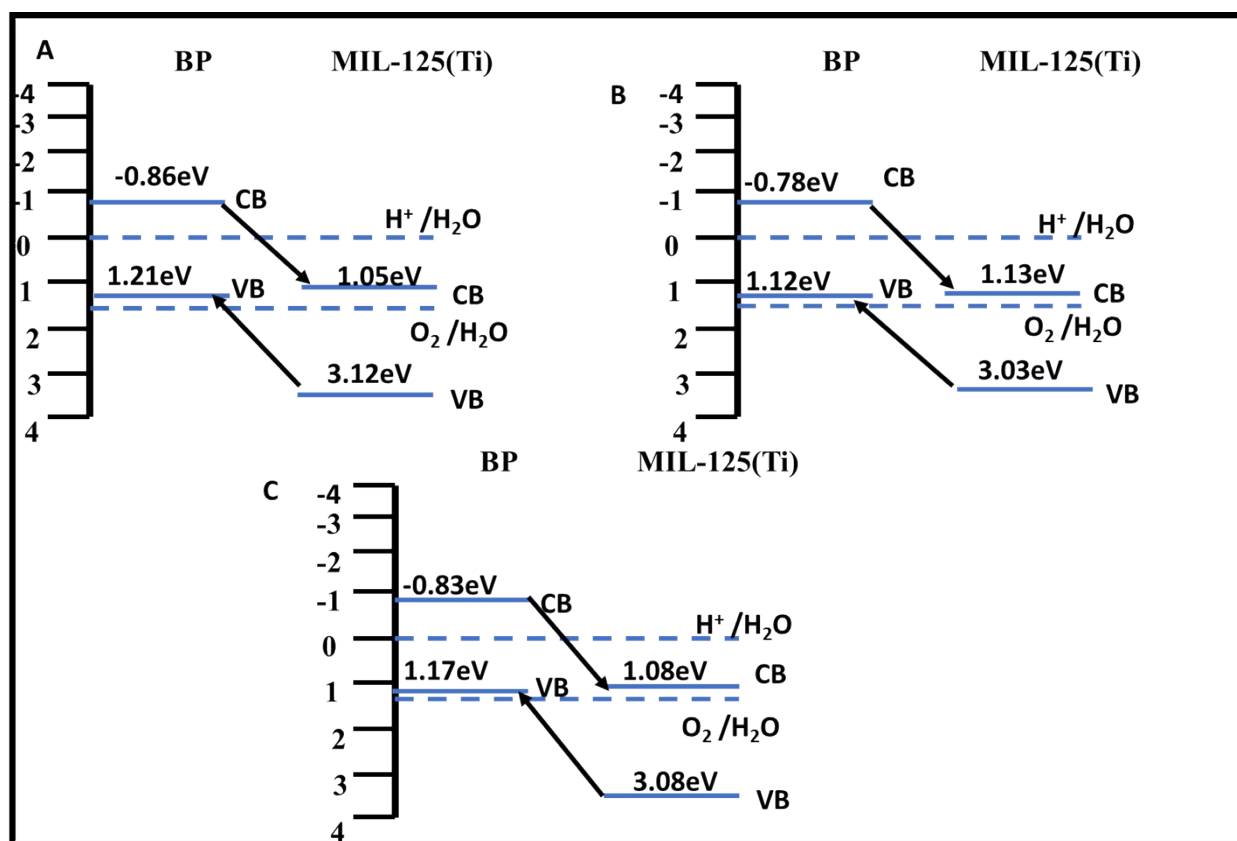 A
BP MIL-125(Ti)
-4
-3
-2
-1
0
1
2
3
4
-0.86eV
CB
H⁺ /H₂O
1.21eV
VB
1.05eV
CB
O₂ /H₂O
3.12eV
VB
B
BP MIL-125(Ti)
-4
-3
-2
-1
0
1
2
3
4
-0.78eV
CB
H⁺ /H₂O
1.12eV
VB
1.13eV
CB
O₂ /H₂O
3.03eV
VB
C
BP MIL-125(Ti)
-4
-3
-2
-1
0
1
2
3
4
-0.83eV
CB
H⁺ /H₂O
1.17eV
VB
1.08eV
CB
O₂ /H₂O
3.08eV
VB